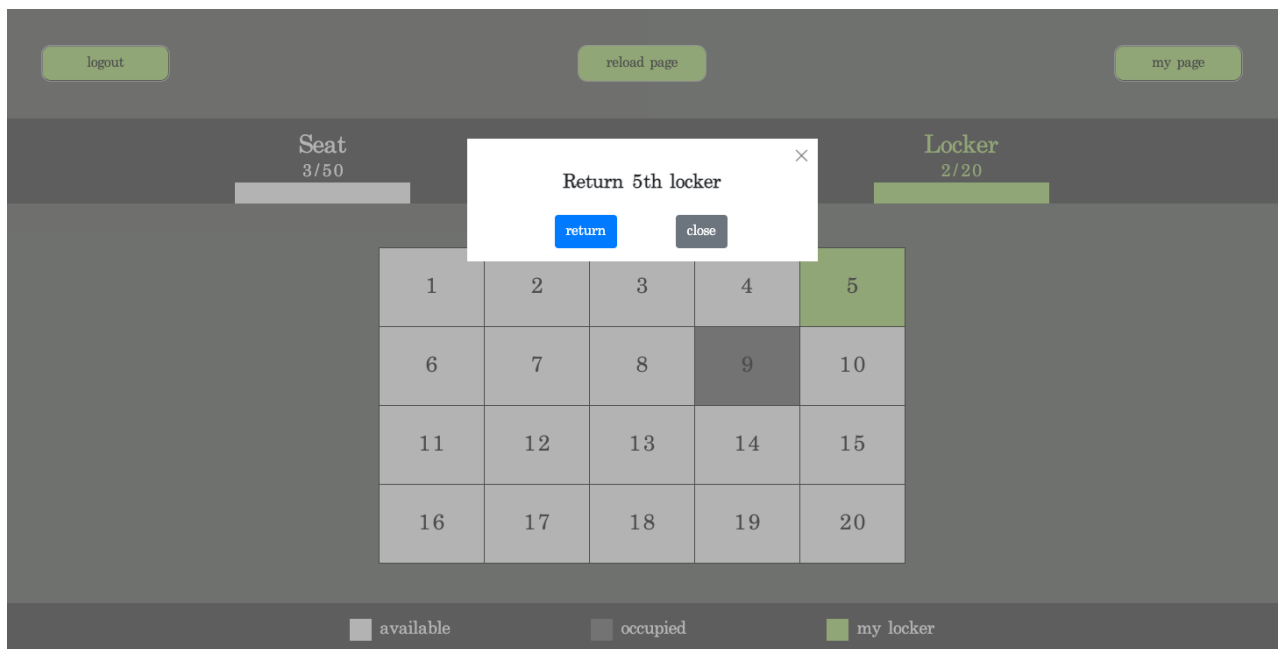 logout reload page my page
Seat Locker
3/50 2/20
Return 5th locker
return close
1 2 3 4 5
6 7 8 9 10
11 12 13 14 15
16 17 18 19 20
available occupied my locker